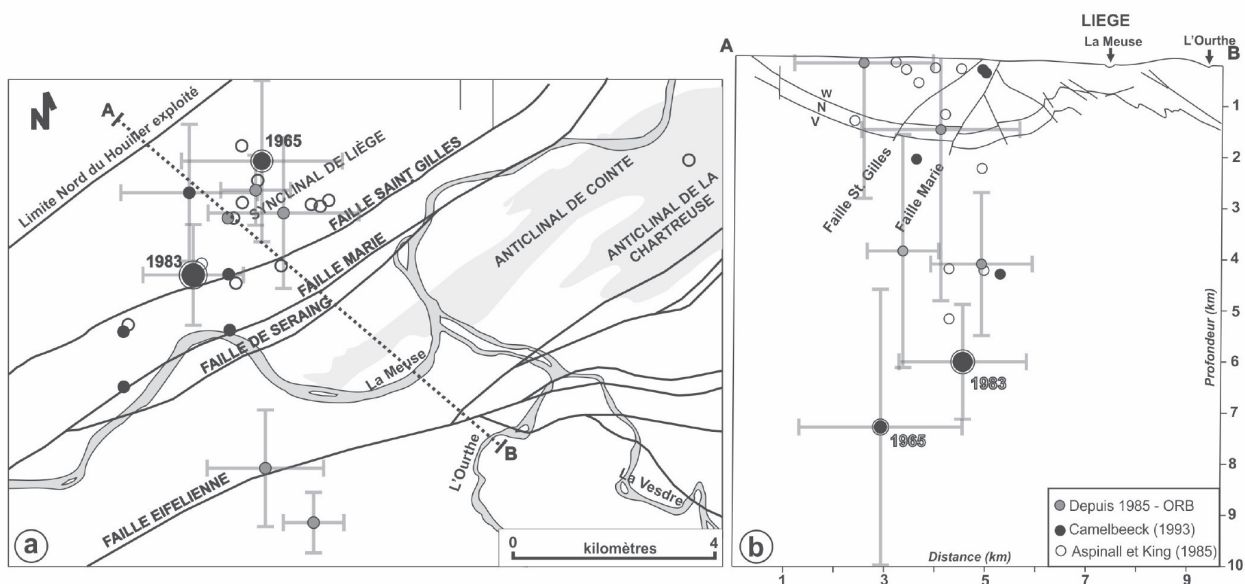 N
A
Limite Nord du Houiller exploité
1965
SYNCLINAL DE LIÈGE
FAILLE SAINT GILLES
1983
FAILLE MARIE
FAILLE DE SERAING
ANTICLINAL DE COINTE
ANTICLINAL DE LA
CHARTREUSE
La Meuse
L'Ourthe
B
La Vesdre
FAILLE EIFELIENNE
a
0
4
kilomètres
LIEGE
A
La Meuse
L'Ourthe
B
W
N
V
Faille St. Gilles
Faille Marie
1983
1965
1
2
3
4
5
6
7
8
9
10
Profondeur (km)
Depuis 1985 - ORB
Camelbeeck (1993)
Aspinall et King (1985)
b
Distance (km)
1
3
5
7
9